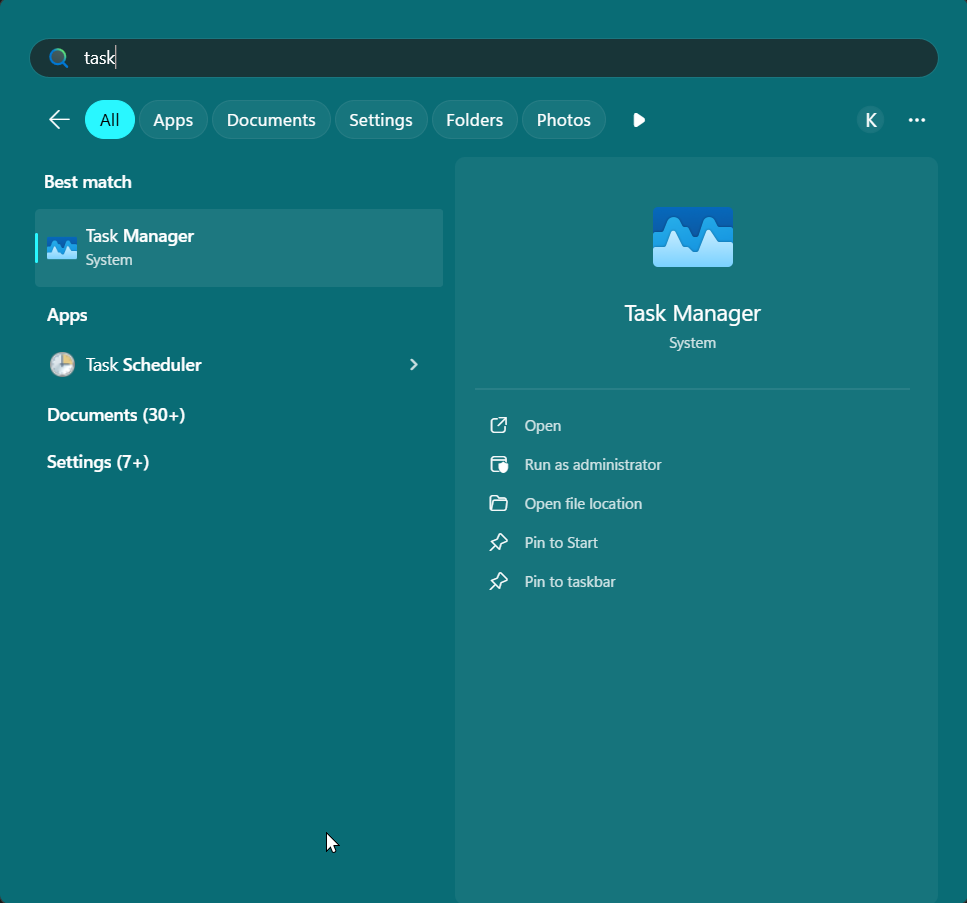 task
All
Apps
Documents
Settings
Folders
Photos
K
Best match
Task Manager
System
Apps
Task Scheduler
Documents (30+)
Settings (7+)
Task Manager
System
Open
Run as administrator
Open file location
Pin to Start
Pin to taskbar